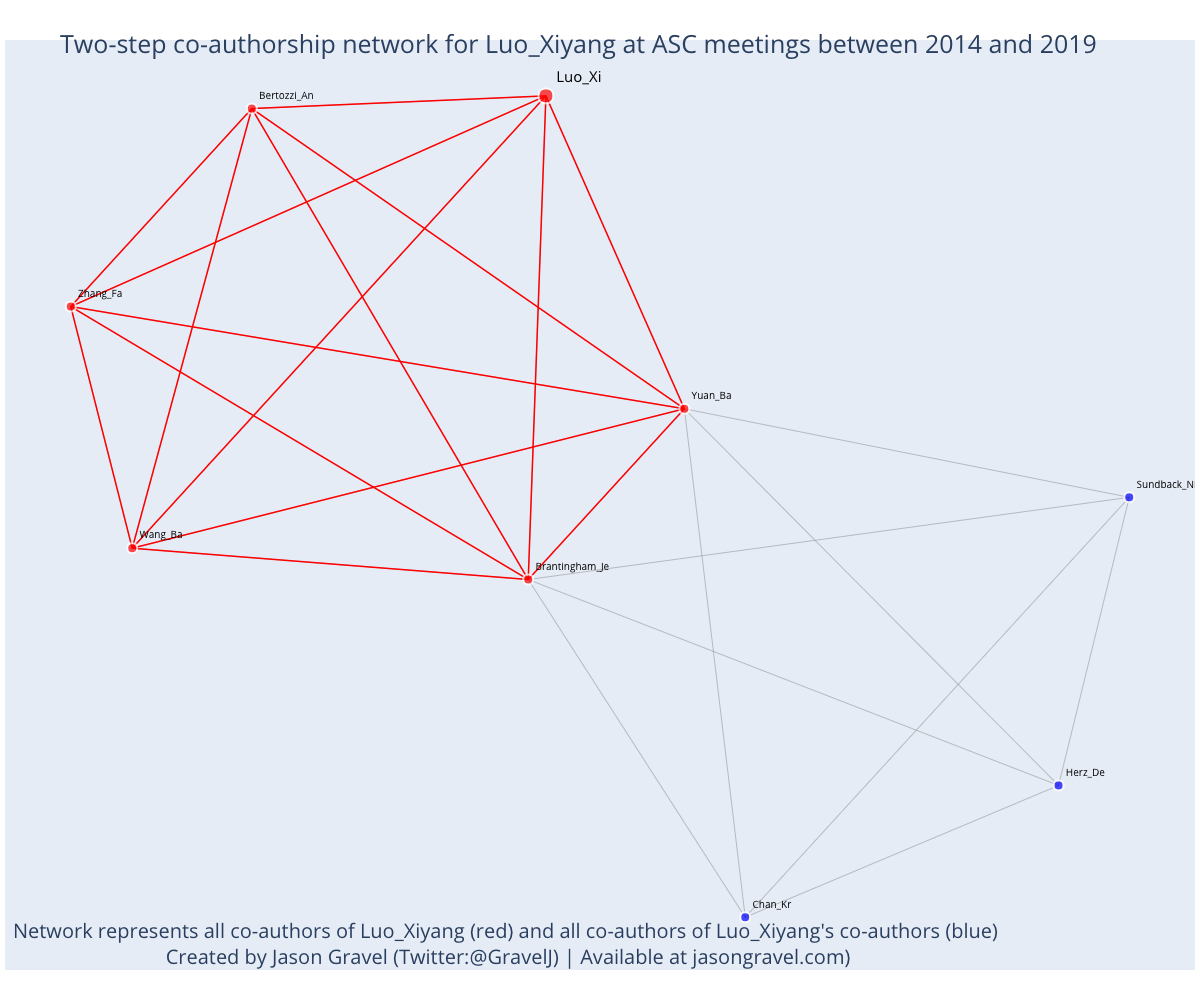 Two-step co-authorship network for Luo_Xiyang at ASC meetings between 2014 and 2019
Luo_Xi
Bertozzi_An
Zhang_Fa
Yuan_Ba
Sundback_Ni
Wang_Ba
Brantingham_Je
Herz_De
Chan_Kr
Network represents all co-authors of Luo_Xiyang (red) and all co-authors of Luo_Xiyang's co-authors (blue)
Created by Jason Gravel (Twitter:@GravelJ) | Available at jasongravel.com)